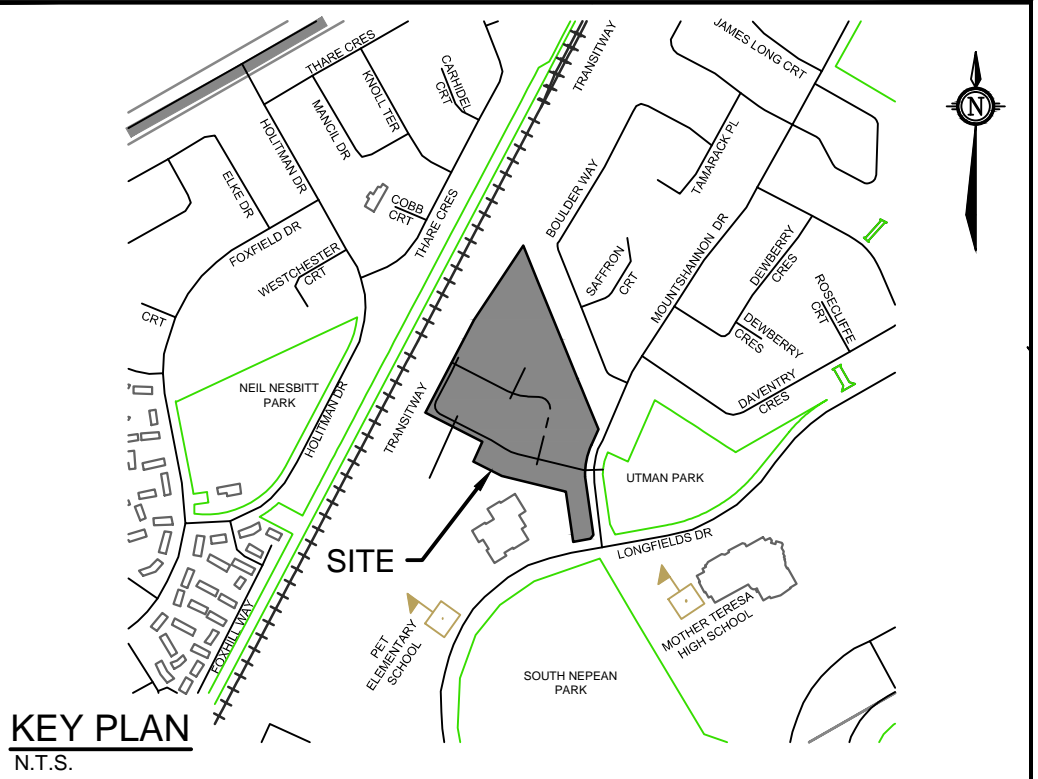 THARE CRES
TRANSITWAY
JAMES LONG CRT
KNOLL TER
CARHIDEL
CRT
MANCIL DR
HOLITMAN DR
N
TAMARACK PL
ELKE DR
COBB
CRT
THARE CRES
BOULDER WAY
FOXFIELD DR
WESTCHESTER
CRT
SAFFRON
CRT
MOUNTSHANNON DR
DEWBERRY
CRES
ROSECLIFFE
CRT
CRT
DEWBERRY
CRES
NEIL NESBITT
PARK
HOLITMAN DR
TRANSITWAY
DAVENTRY
CRES
UTMAN PARK
SITE
LONGFIELDS DR
FOXHILL WAY
PET
ELEMENTARY
SCHOOL
MOTHER TERESA
HIGH SCHOOL
SOUTH NEPEAN
PARK
KEY PLAN
N.T.S.